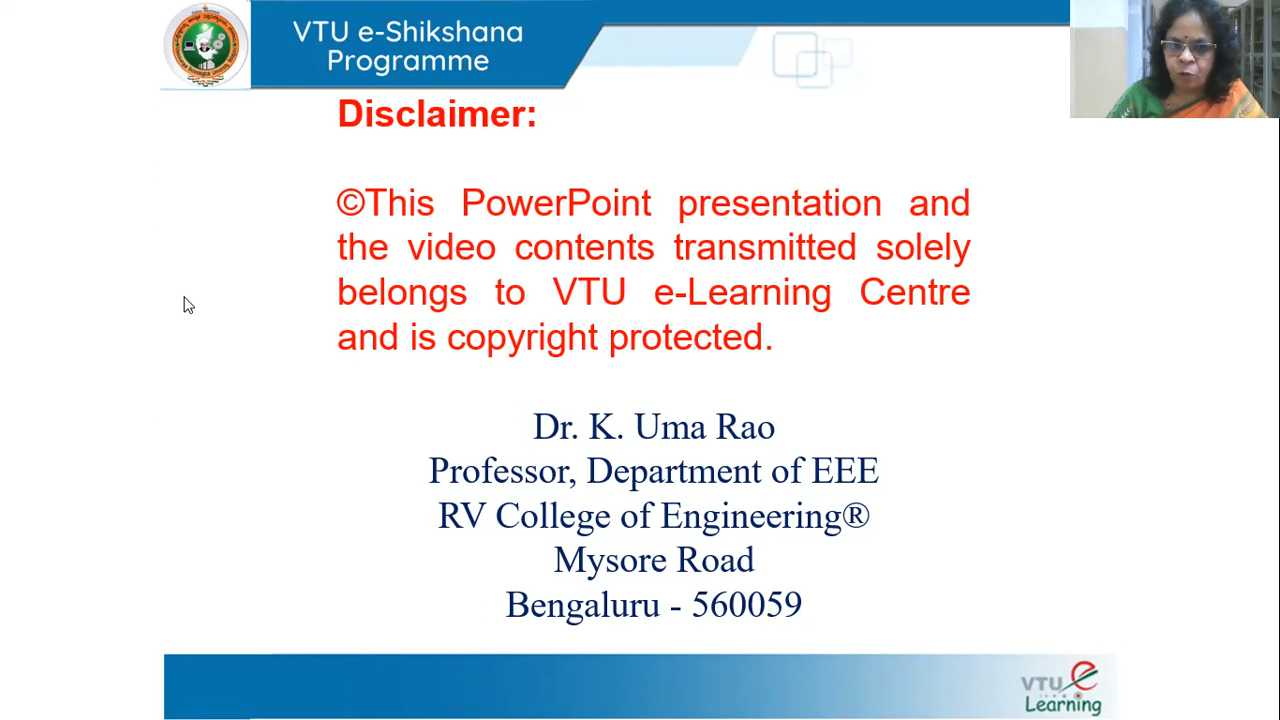 VTU e-Shikshana
Programme
Disclaimer:
©This PowerPoint presentation and
the video contents transmitted solely
belongs to VTU e-Learning Centre
and is copyright protected.
Dr. K. Uma Rao
Professor, Department of EEE
RV College of Engineering®
Mysore Road
Bengaluru - 560059
VTU e
Learning